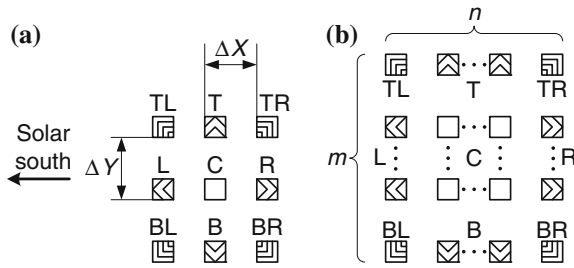 (a)
ΔX
TL T TR
Solar
south
ΔY
L C R
BL B BR
(b)
n
TL T TR
m
L C R
BL B BR